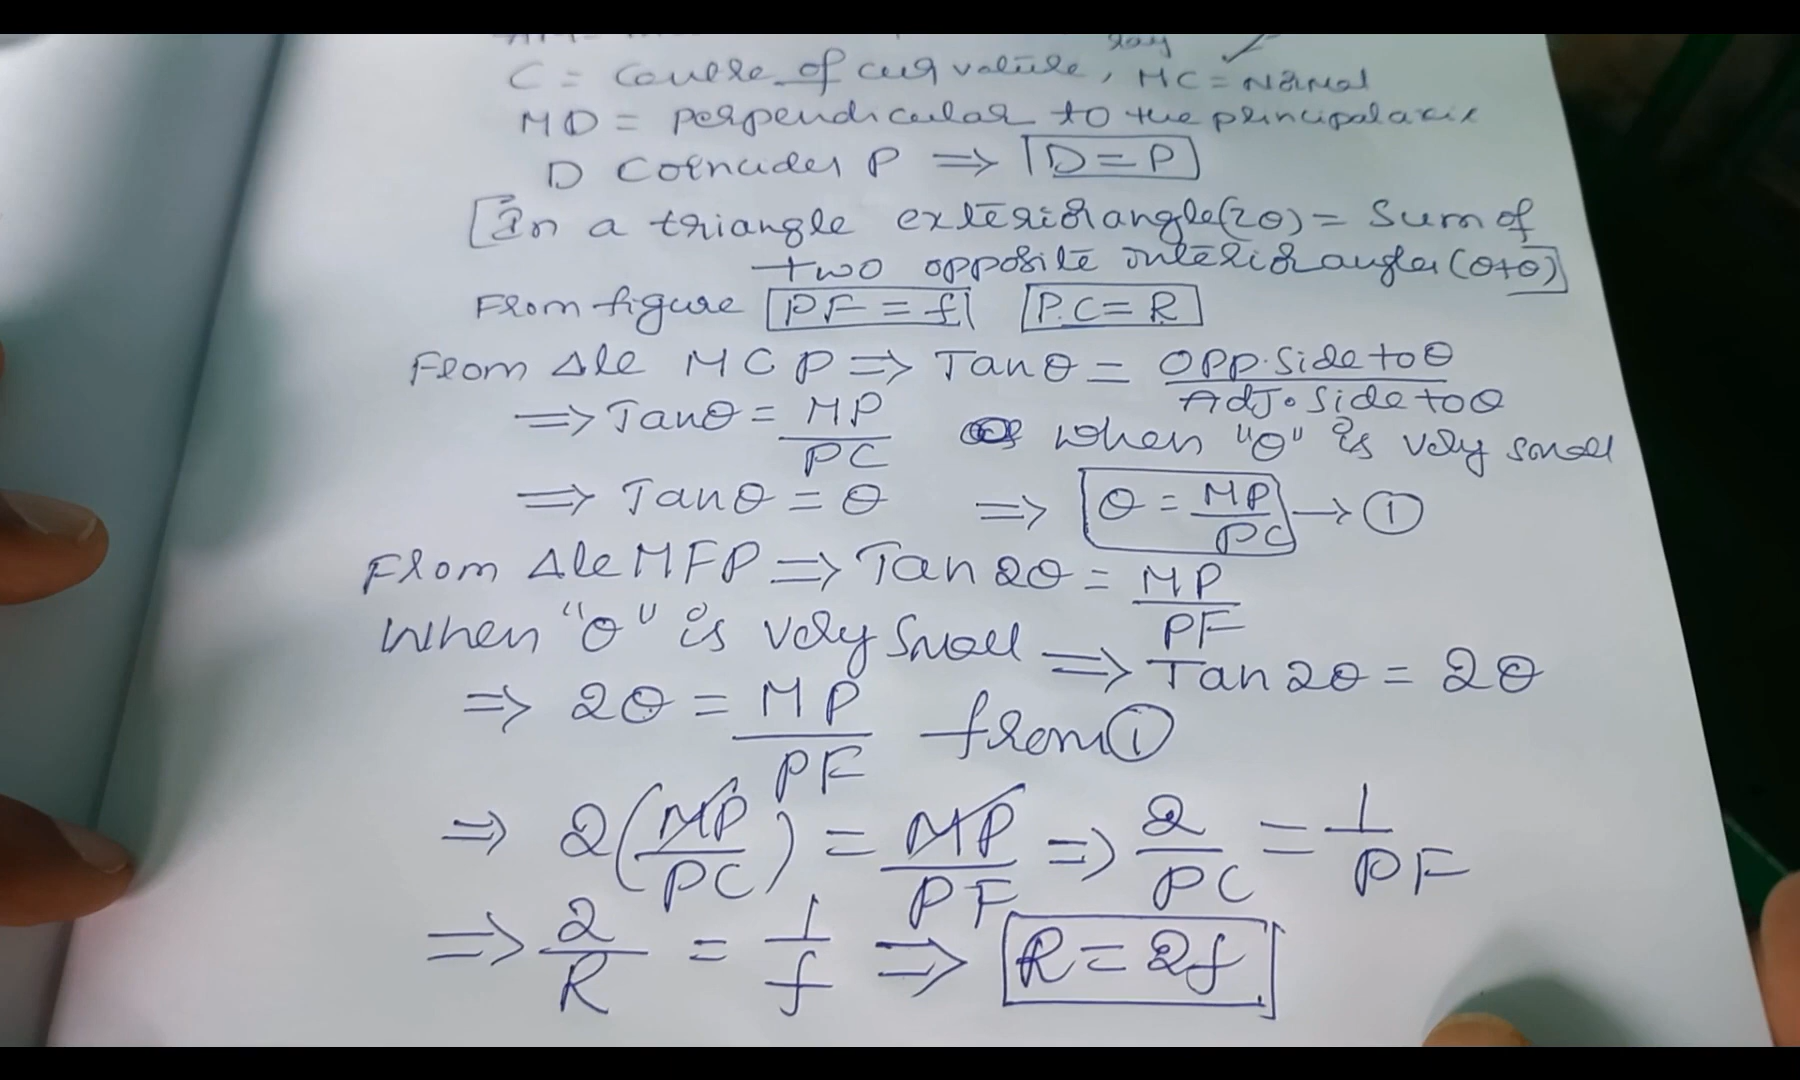 ray
C = Centre of curvature, MC = Normal
MD = perpendicular to the principal axis
D Coincides P ⇒ D = P
[In a triangle exterior angle(2θ) = Sum of
two opposite interior angles (θ+θ)]
From figure PF = f PC = R
From Δle MCP ⇒ Tanθ = Opp. Side to θ / Adj. Side to θ
⇒ Tanθ = MP / PC when "θ" is very small
⇒ Tanθ = θ ⇒ θ = MP / PC → ①
From Δle MFP ⇒ Tan 2θ = MP / PF
When "θ" is very Small ⇒ Tan 2θ = 2θ
⇒ 2θ = MP / PF from ①
⇒ 2(MP / PC) = MP / PF ⇒ 2 / PC = 1 / PF
⇒ 2 / R = 1 / f ⇒ R = 2f